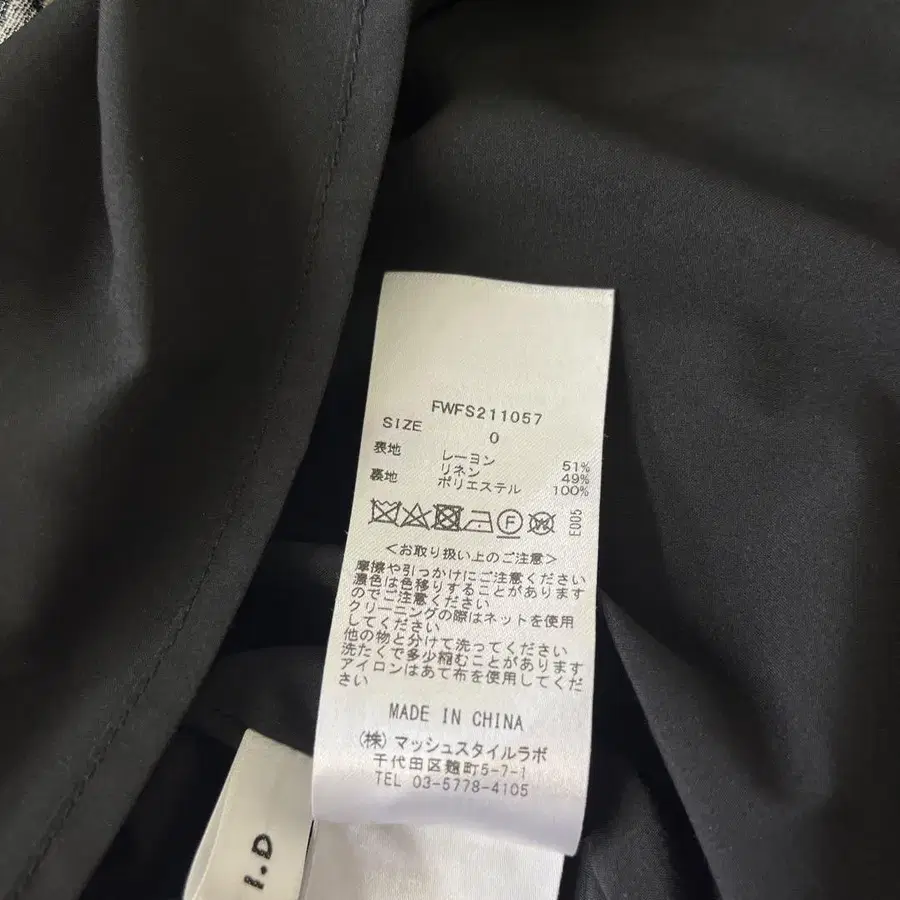 FWFS211057
SIZE 0
表地 レーヨン 51%
リネン 49%
裏地 ポリエステル 100%
F W E005
<お取り扱い上のご注意>
摩擦や引っかけにご注意ください
濃色は色移りすることがあります
のでご注意ください
クリーニングの際はネットを使用
してください
他の物と分けて洗ってください
洗たくで多少縮むことがあります
アイロンはあて布を使用してくだ
さい
MADE IN CHINA
(株)マッシュスタイルラボ
千代田区麹町5-7-1
TEL 03-5778-4105
I.D